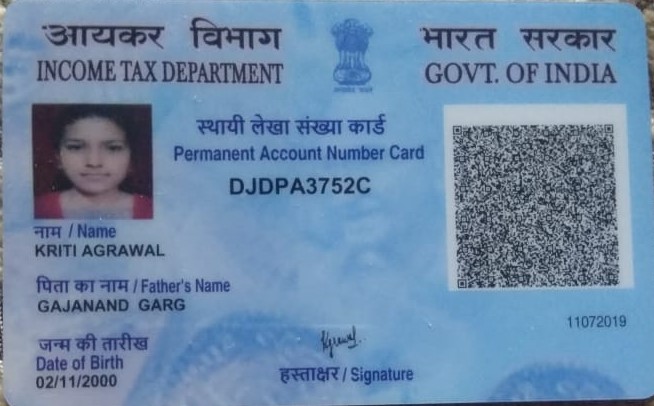 आयकर विभाग
INCOME TAX DEPARTMENT
भारत सरकार
GOVT. OF INDIA
स्थायी लेखा संख्या कार्ड
Permanent Account Number Card
DJDPA3752C
नाम / Name
KRITI AGRAWAL
पिता का नाम / Father's Name
GAJANAND GARG
जन्म की तारीख
Date of Birth
02/11/2000
हस्ताक्षर / Signature
11072019